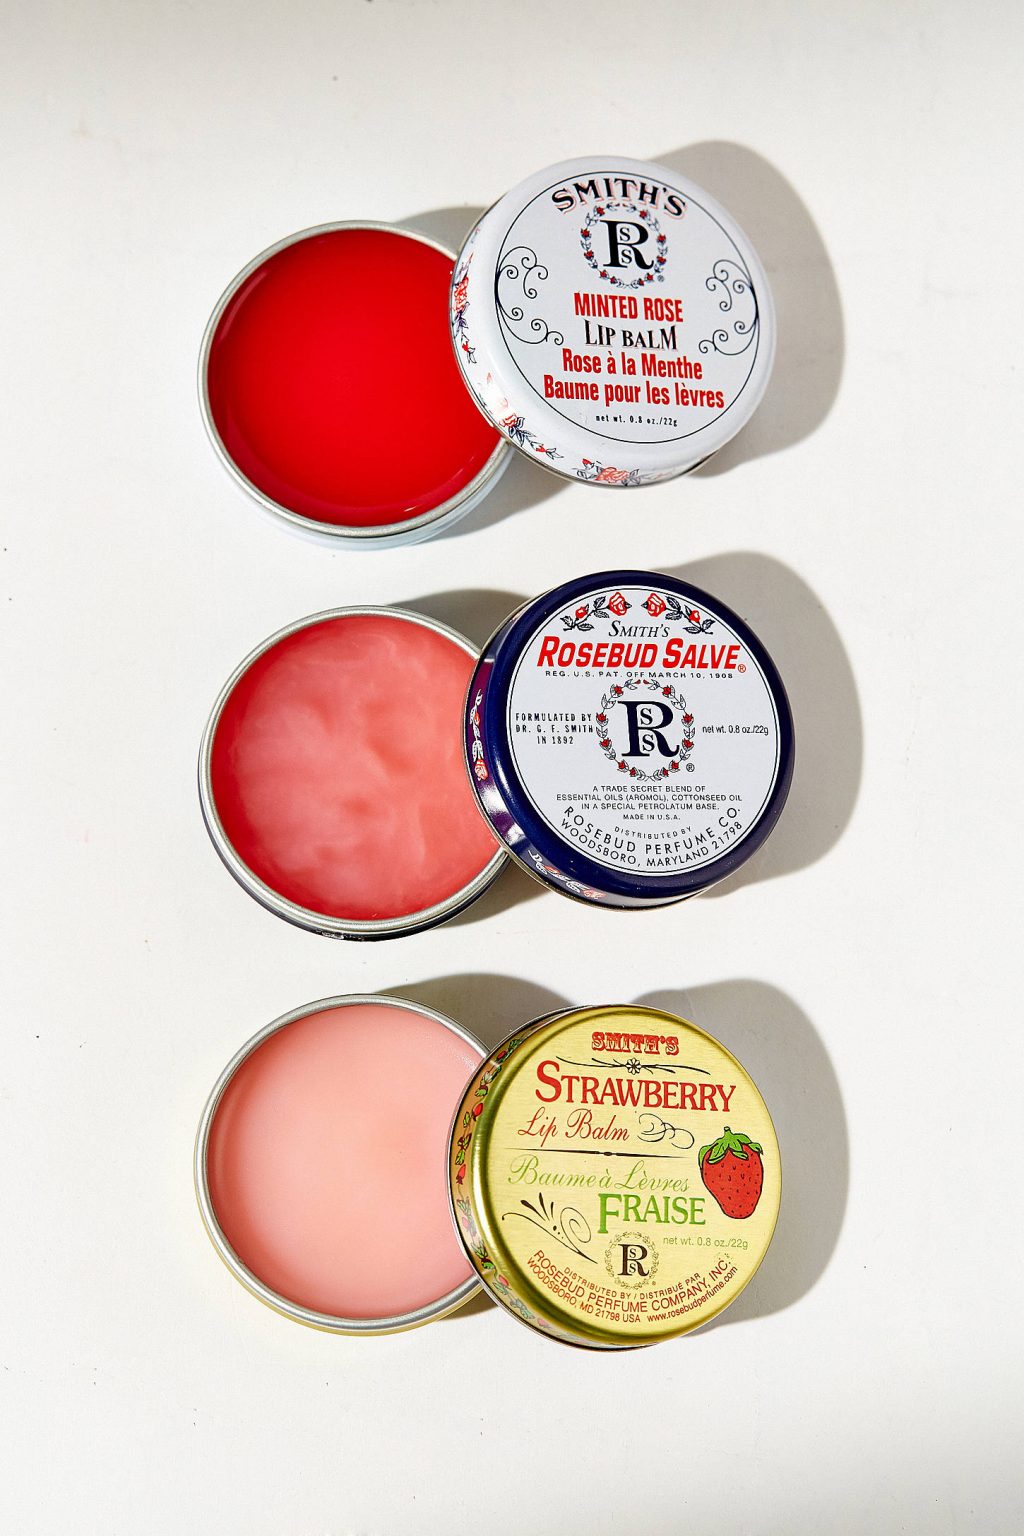 SMITH'S
R
S
S
®
MINTED ROSE
LIP BALM
Rose à la Menthe
Baume pour les lèvres
net wt. 0.8 oz./22g
SMITH'S
ROSEBUD SALVE®
REG. U.S. PAT. OFF MARCH 10, 1908
FORMULATED BY
DR. G. F. SMITH
IN 1892
R
S
S
®
net wt. 0.8 oz./22g
A TRADE SECRET BLEND OF
ESSENTIAL OILS (AROMOL), COTTONSEED OIL
IN A SPECIAL PETROLATUM BASE.
MADE IN U.S.A.
DISTRIBUTED BY
ROSEBUD PERFUME CO.
WOODSBORO, MARYLAND 21798
SMITH'S
STRAWBERRY
Lip Balm
Baume à Lèvres
FRAISE
net wt. 0.8 oz./22g
R
S
S
DISTRIBUTED BY / DISTRIBUÉ PAR
ROSEBUD PERFUME COMPANY, INC.
WOODSBORO, MD 21798 USA www.rosebudperfume.com